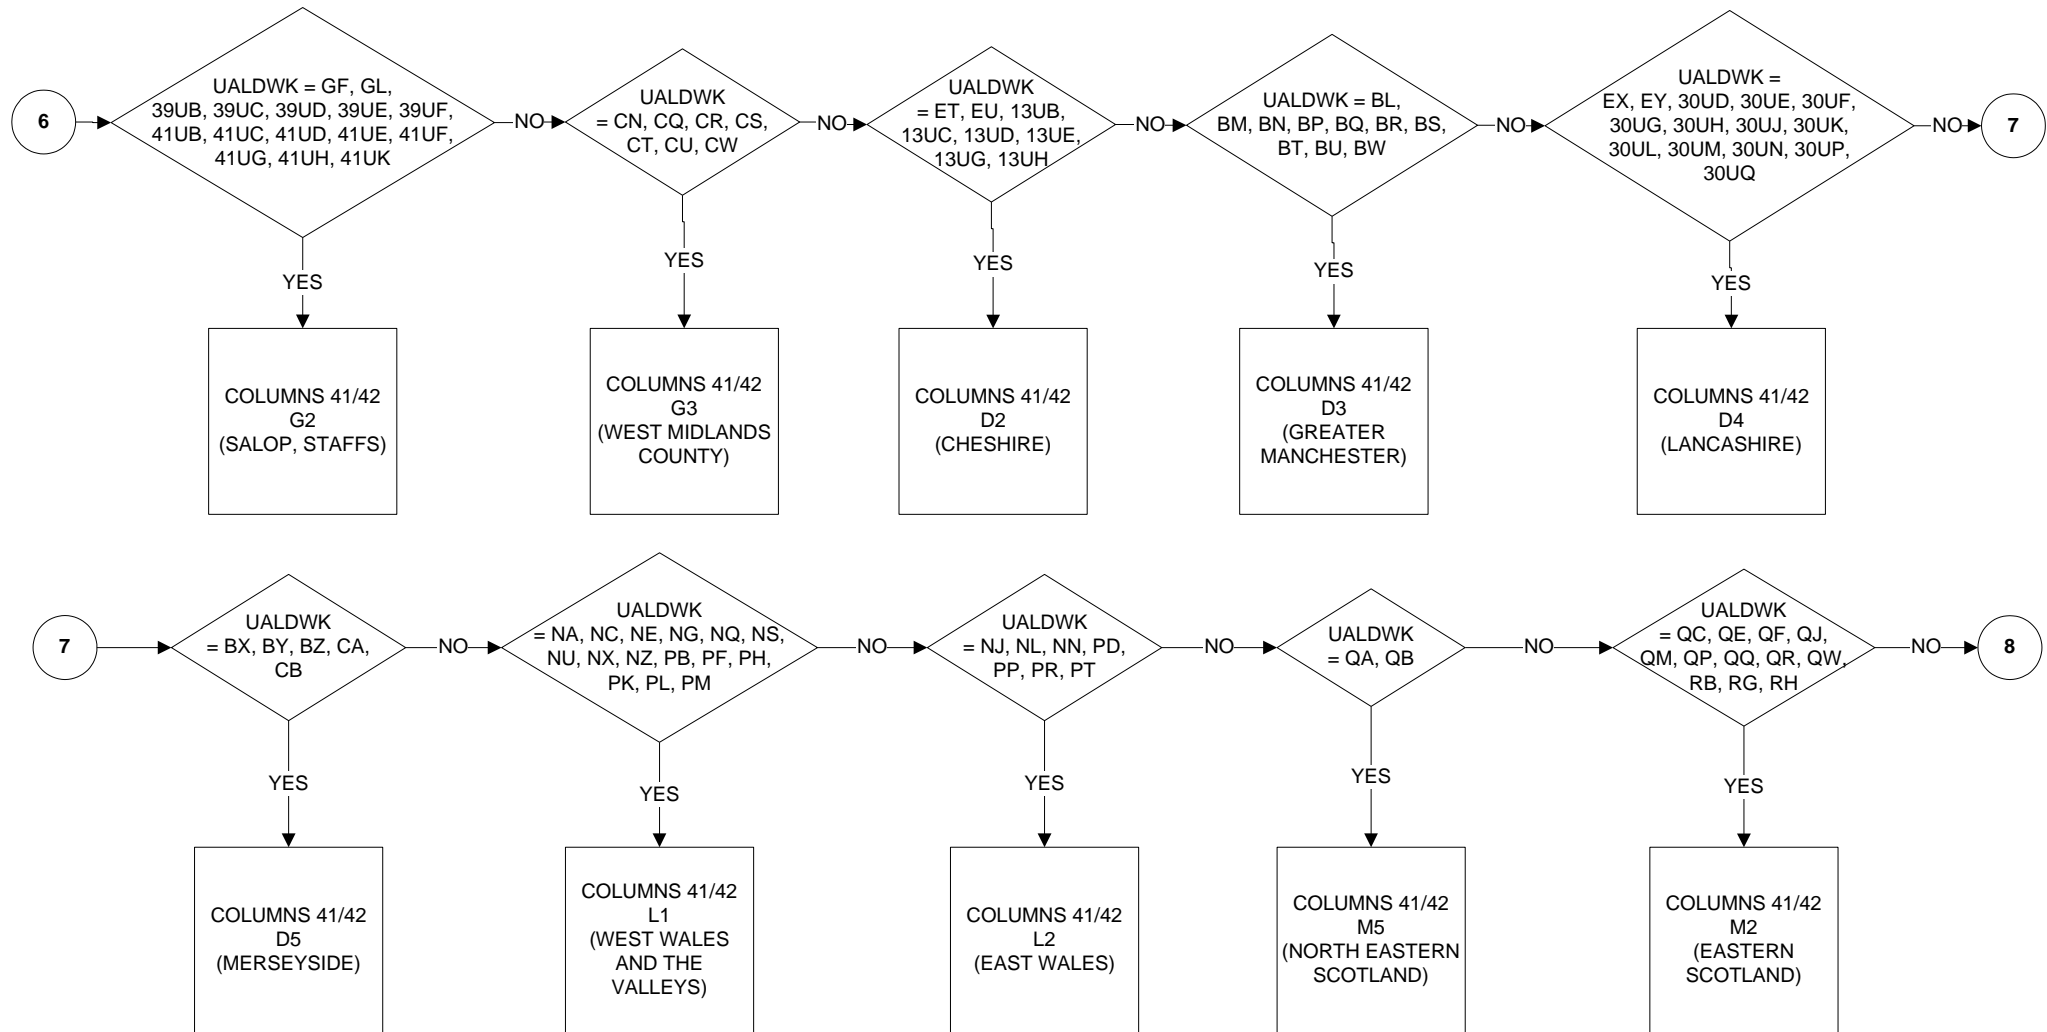 6
UALDWK = GF, GL,
39UB, 39UC, 39UD, 39UE, 39UF,
41UB, 41UC, 41UD, 41UE, 41UF,
41UG, 41UH, 41UK
NO
UALDWK
= CN, CQ, CR, CS,
CT, CU, CW
NO
UALDWK
= ET, EU, 13UB,
13UC, 13UD, 13UE,
13UG, 13UH
NO
UALDWK = BL,
BM, BN, BP, BQ, BR, BS,
BT, BU, BW
NO
UALDWK =
EX, EY, 30UD, 30UE, 30UF,
30UG, 30UH, 30UJ, 30UK,
30UL, 30UM, 30UN, 30UP,
30UQ
NO
7
YES
YES
YES
YES
YES
COLUMNS 41/42
G2
(SALOP, STAFFS)
COLUMNS 41/42
G3
(WEST MIDLANDS
COUNTY)
COLUMNS 41/42
D2
(CHESHIRE)
COLUMNS 41/42
D3
(GREATER
MANCHESTER)
COLUMNS 41/42
D4
(LANCASHIRE)
7
UALDWK
= BX, BY, BZ, CA,
CB
NO
UALDWK
= NA, NC, NE, NG, NQ, NS,
NU, NX, NZ, PB, PF, PH,
PK, PL, PM
NO
UALDWK
= NJ, NL, NN, PD,
PP, PR, PT
NO
UALDWK
= QA, QB
NO
UALDWK
= QC, QE, QF, QJ,
QM, QP, QQ, QR, QW,
RB, RG, RH
NO
8
YES
YES
YES
YES
YES
COLUMNS 41/42
D5
(MERSEYSIDE)
COLUMNS 41/42
L1
(WEST WALES
AND THE
VALLEYS)
COLUMNS 41/42
L2
(EAST WALES)
COLUMNS 41/42
M5
(NORTH EASTERN
SCOTLAND)
COLUMNS 41/42
M2
(EASTERN
SCOTLAND)